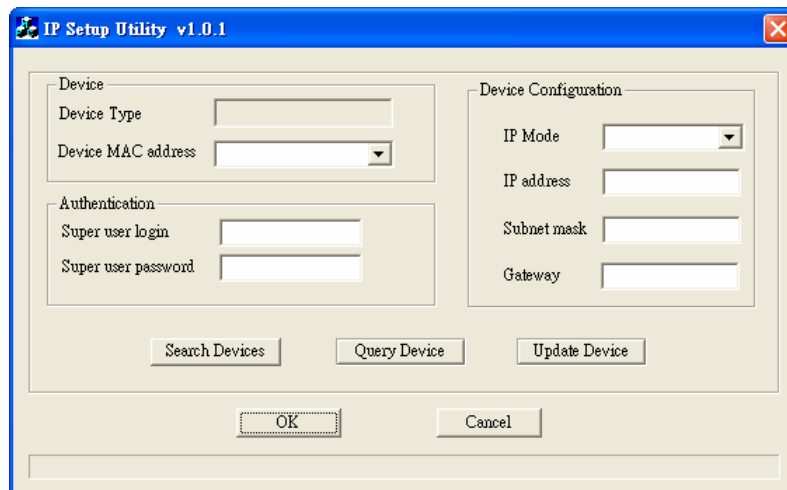 IP Setup Utility v1.0.1
Device
Device Type
Device MAC address
Authentication
Super user login
Super user password
Device Configuration
IP Mode
IP address
Subnet mask
Gateway
Search Devices
Query Device
Update Device
OK
Cancel